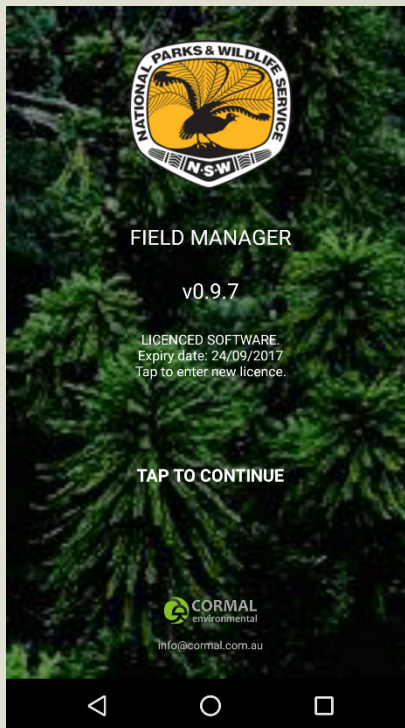 NATIONAL PARKS & WILDLIFE SERVICE
N·S·W
FIELD MANAGER
v0.9.7
LICENCED SOFTWARE.
Expiry date: 24/09/2017
Tap to enter new licence.
TAP TO CONTINUE
CORMAL
environmental
info@cormal.com.au